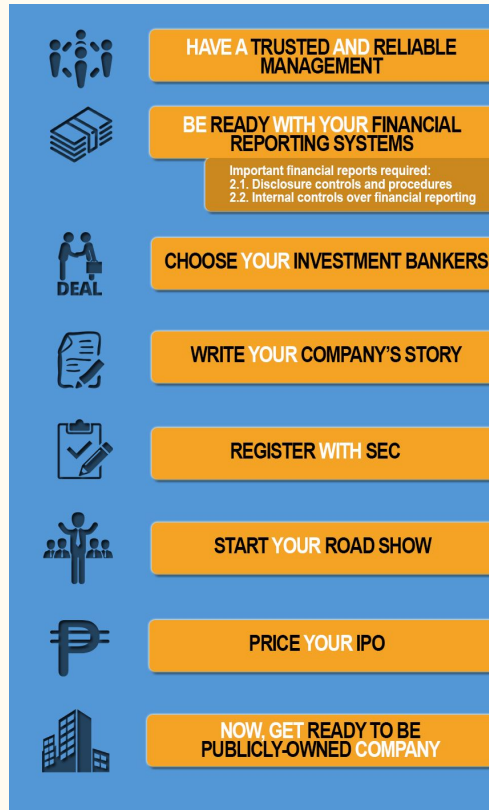 HAVE A TRUSTED AND RELIABLE
MANAGEMENT
BE READY WITH YOUR FINANCIAL
REPORTING SYSTEMS
Important financial reports required:
2.1. Disclosure controls and procedures
2.2. Internal controls over financial reporting
DEAL
CHOOSE YOUR INVESTMENT BANKERS
WRITE YOUR COMPANY'S STORY
REGISTER WITH SEC
START YOUR ROAD SHOW
PRICE YOUR IPO
NOW, GET READY TO BE
PUBLICLY-OWNED COMPANY